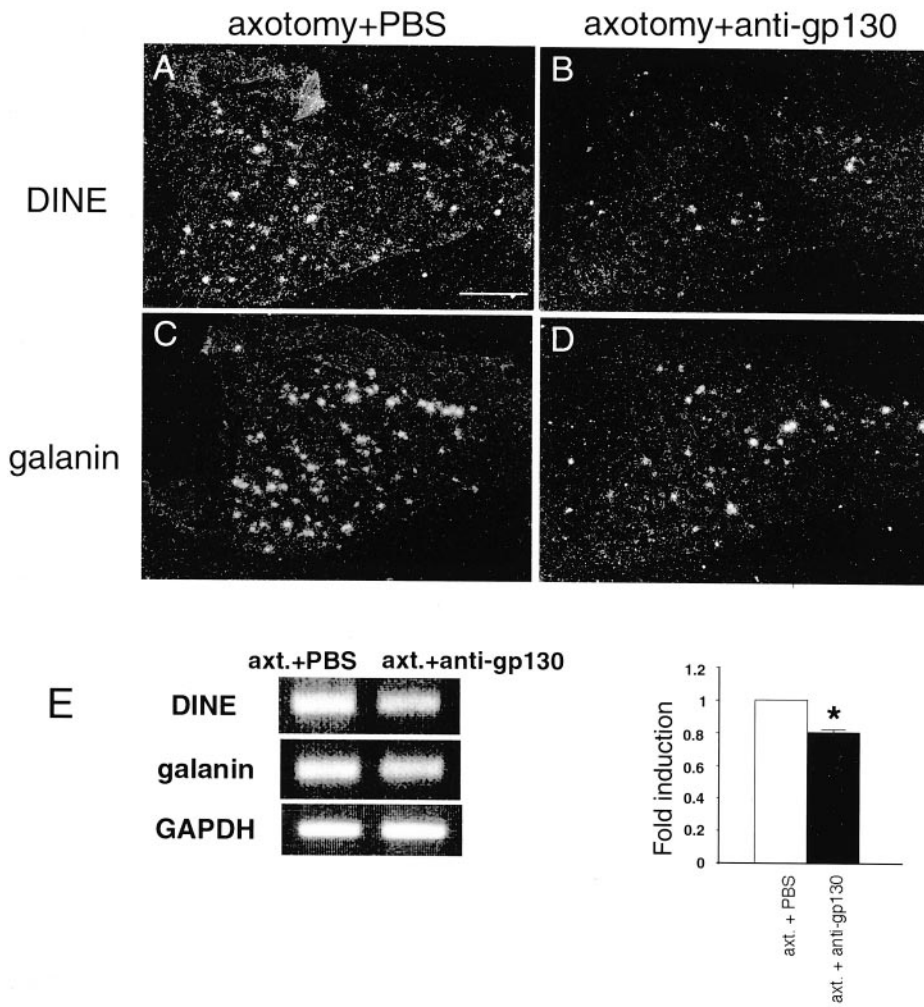 axotomy+PBS axotomy+anti-gp130
A B
DINE
C D
galanin
E
axt.+PBS axt.+anti-gp130
DINE
galanin
GAPDH
1.2
1
0.8
0.6
0.4
0.2
0
*
Fold induction
axt. + PBS
axt. + anti-gp130